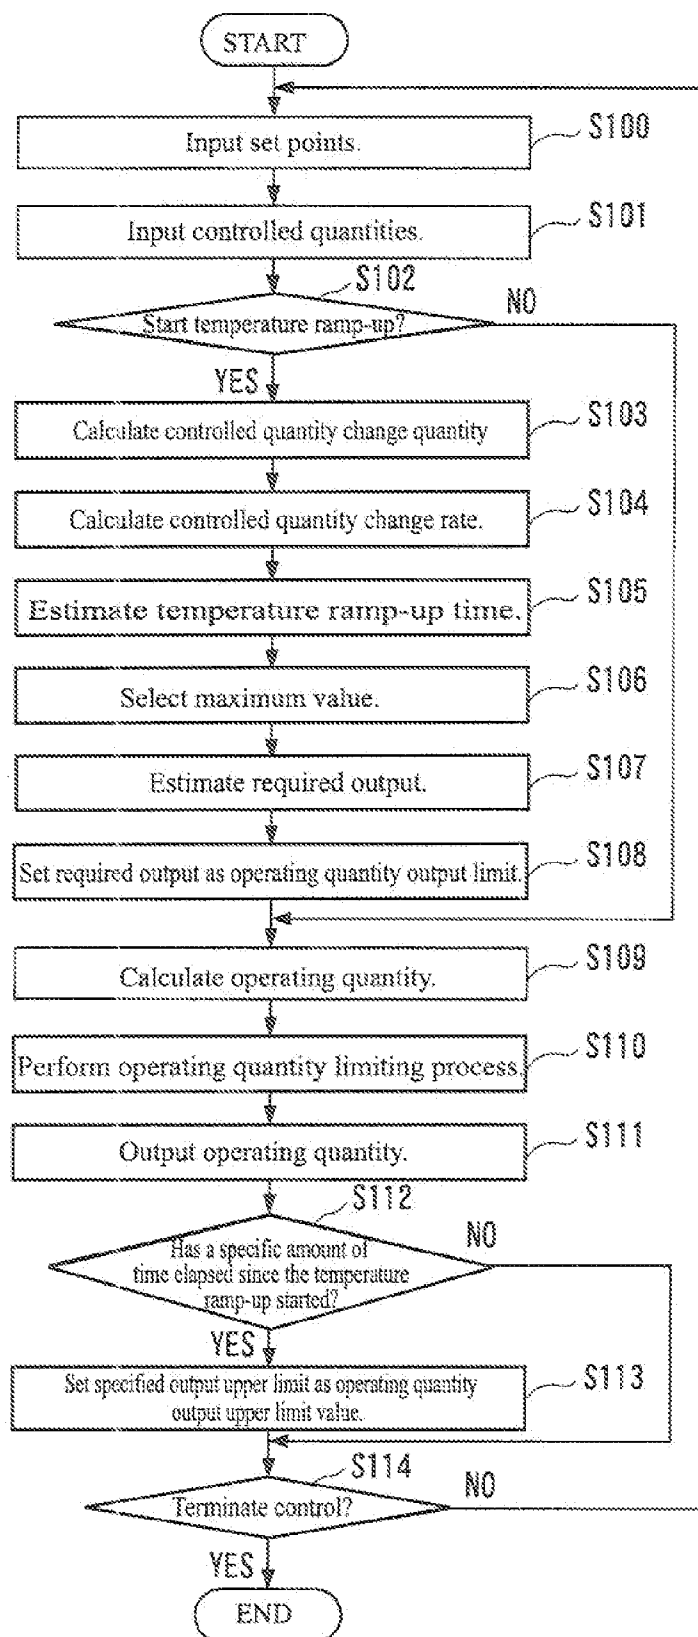 START
Input set points.
S100
Input controlled quantities.
S101
S102
Start temperature ramp-up?
NO
YES
Calculate controlled quantity change quantity
S103
Calculate controlled quantity change rate.
S104
Estimate temperature ramp-up time.
S105
Select maximum value.
S106
Estimate required output.
S107
Set required output as operating quantity output limit.
S108
Calculate operating quantity.
S109
Perform operating quantity limiting process.
S110
Output operating quantity.
S111
S112
Has a specific amount of
time elapsed since the temperature
ramp-up started?
NO
YES
Set specified output upper limit as operating quantity
output upper limit value.
S113
S114
Terminate control?
NO
YES
END